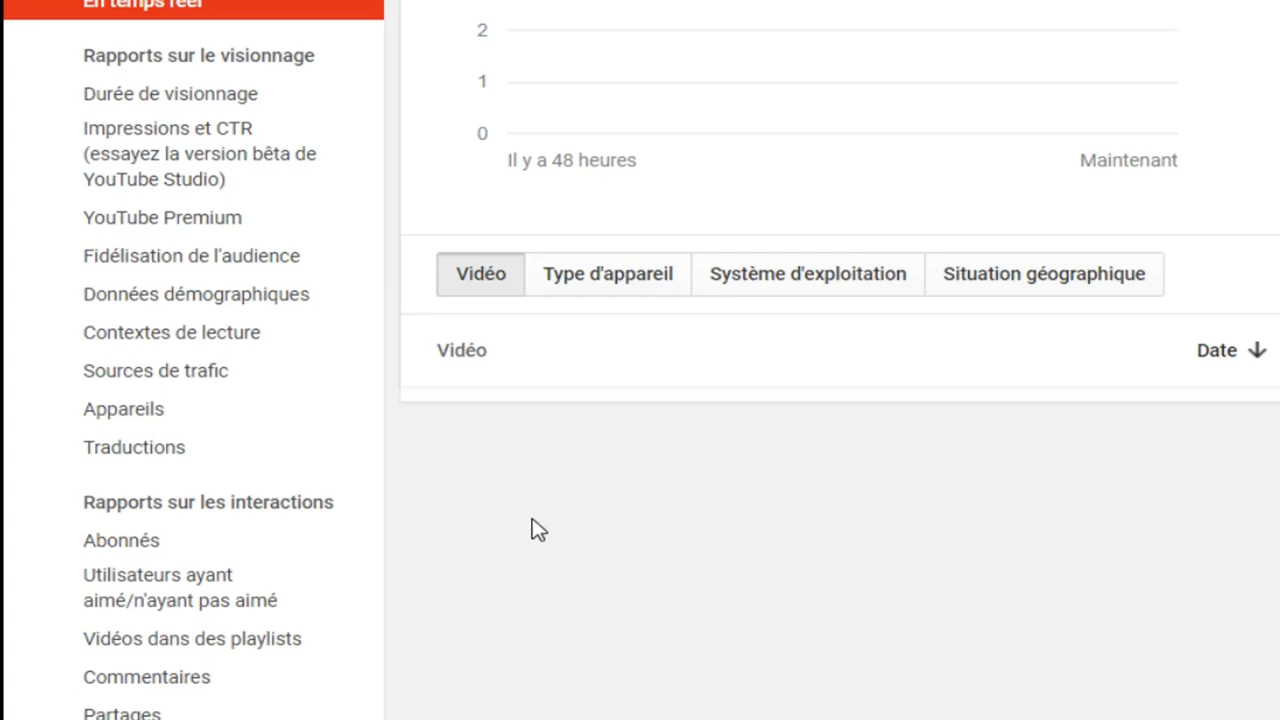 En temps réel
Rapports sur le visionnage
Durée de visionnage
Impressions et CTR
(essayez la version bêta de
YouTube Studio)
YouTube Premium
Fidélisation de l'audience
Données démographiques
Contextes de lecture
Sources de trafic
Appareils
Traductions
Rapports sur les interactions
Abonnés
Utilisateurs ayant
aimé/n'ayant pas aimé
Vidéos dans des playlists
Commentaires
Partages
2
1
0
Il y a 48 heures Maintenant
Vidéo Type d'appareil Système d'exploitation Situation géographique
Vidéo Date